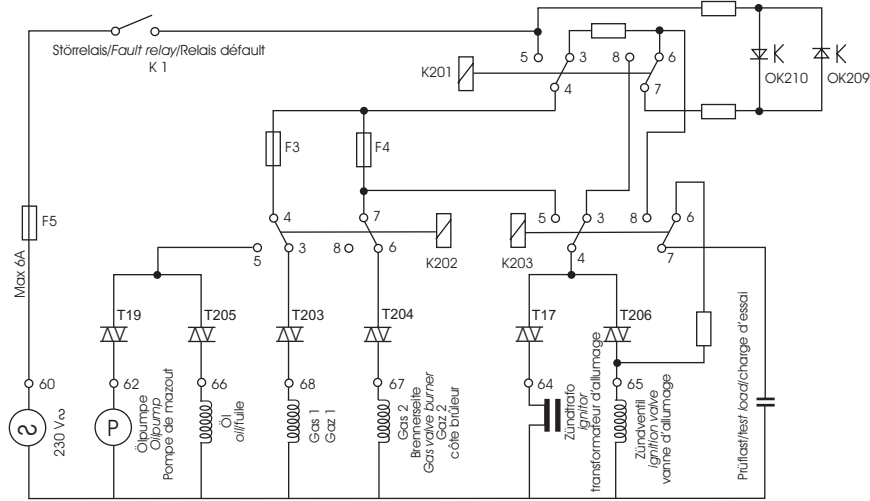 Störrelais/Fault relay/Relais défault
K 1
K201
5
3
4
8
6
7
OK210
OK209
F3
F4
F5
Max 6A
4
3
5
7
6
8
K202
K203
5
3
4
8
6
7
T19
T205
T203
T204
T17
T206
60
62
66
68
67
64
65
230 V
P
Ölpumpe
Oilpump
Pompe de mazout
Öl
oil/fuile
Gas 1
Gaz 1
Gas 2
Brennerseite
Gas valve burner
Gaz 2
côte brûleur
Zündtrafo
ignitor
transformateur d'allumage
Zündventil
ignition valve
vanne d'allumage
Prüflast/test load/charge d'essai